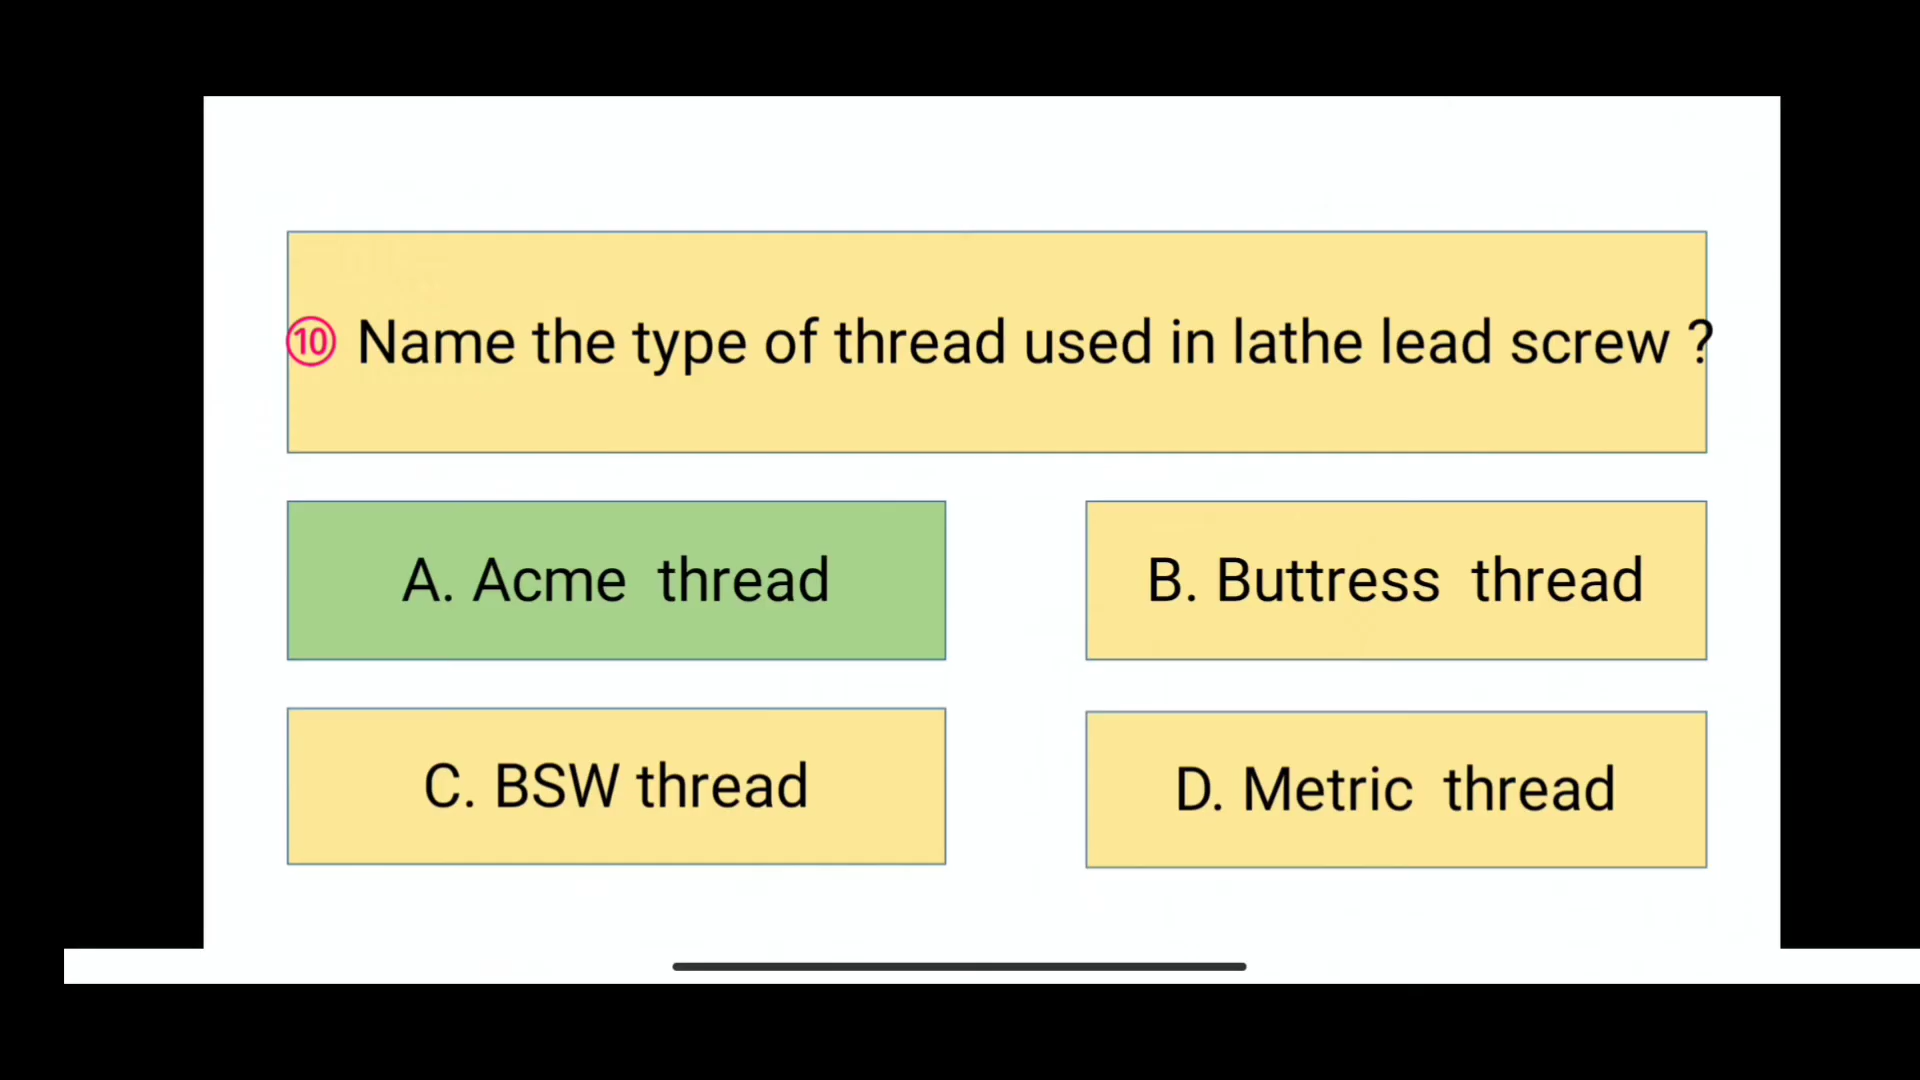 ⑩ Name the type of thread used in lathe lead screw ?
A. Acme thread
B. Buttress thread
C. BSW thread
D. Metric thread